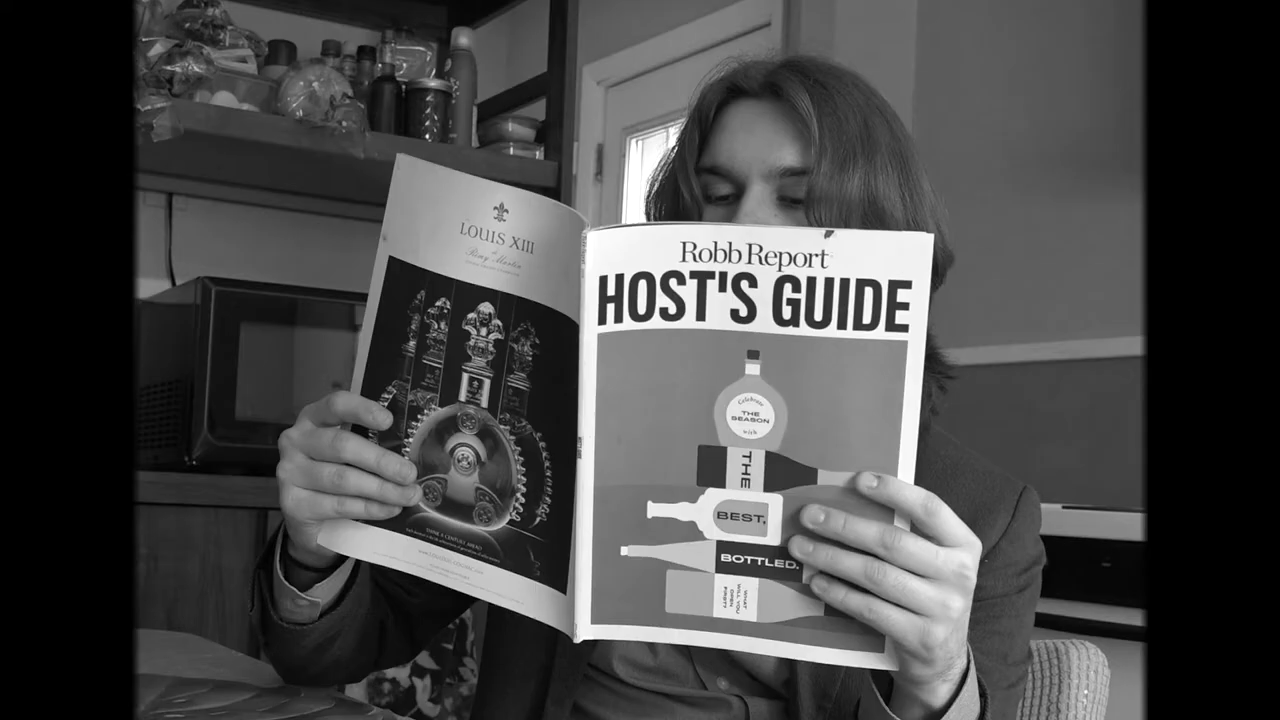 LOUIS XIII
de
Rémy Martin
THINK A CENTURY AHEAD
Robb Report
HOST'S GUIDE
Celebrate
THE
SEASON
with
THE
BEST,
BOTTLED.
WHAT
WILL YOU
OPEN
FIRST?